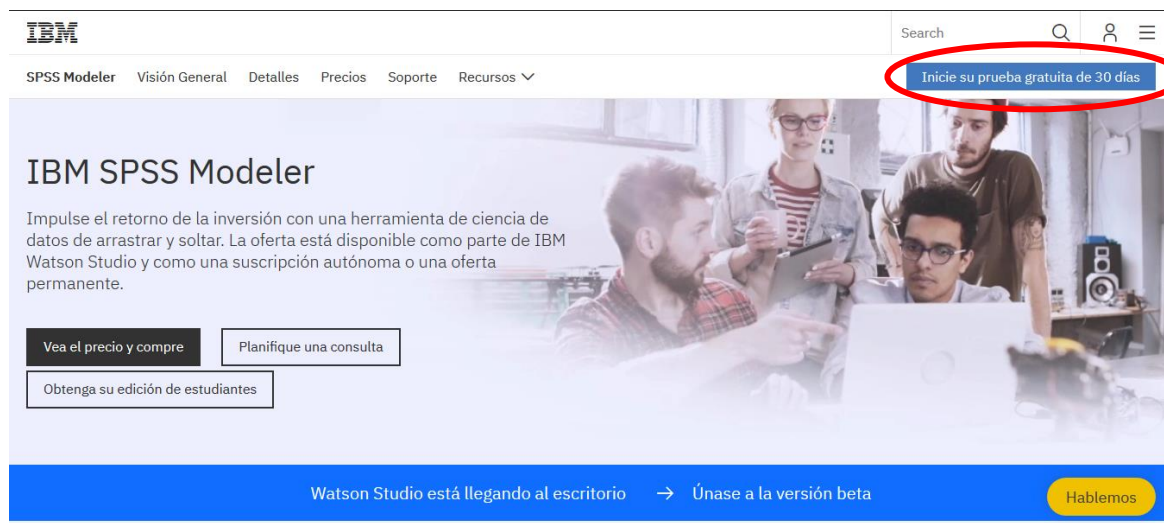 IBM
Search
SPSS Modeler Visión General Detalles Precios Soporte Recursos
Inicie su prueba gratuita de 30 días
IBM SPSS Modeler
Impulse el retorno de la inversión con una herramienta de ciencia de
datos de arrastrar y soltar. La oferta está disponible como parte de IBM
Watson Studio y como una suscripción autónoma o una oferta
permanente.
Vea el precio y compre
Planifique una consulta
Obtenga su edición de estudiantes
Watson Studio está llegando al escritorio → Únase a la versión beta
Hablemos